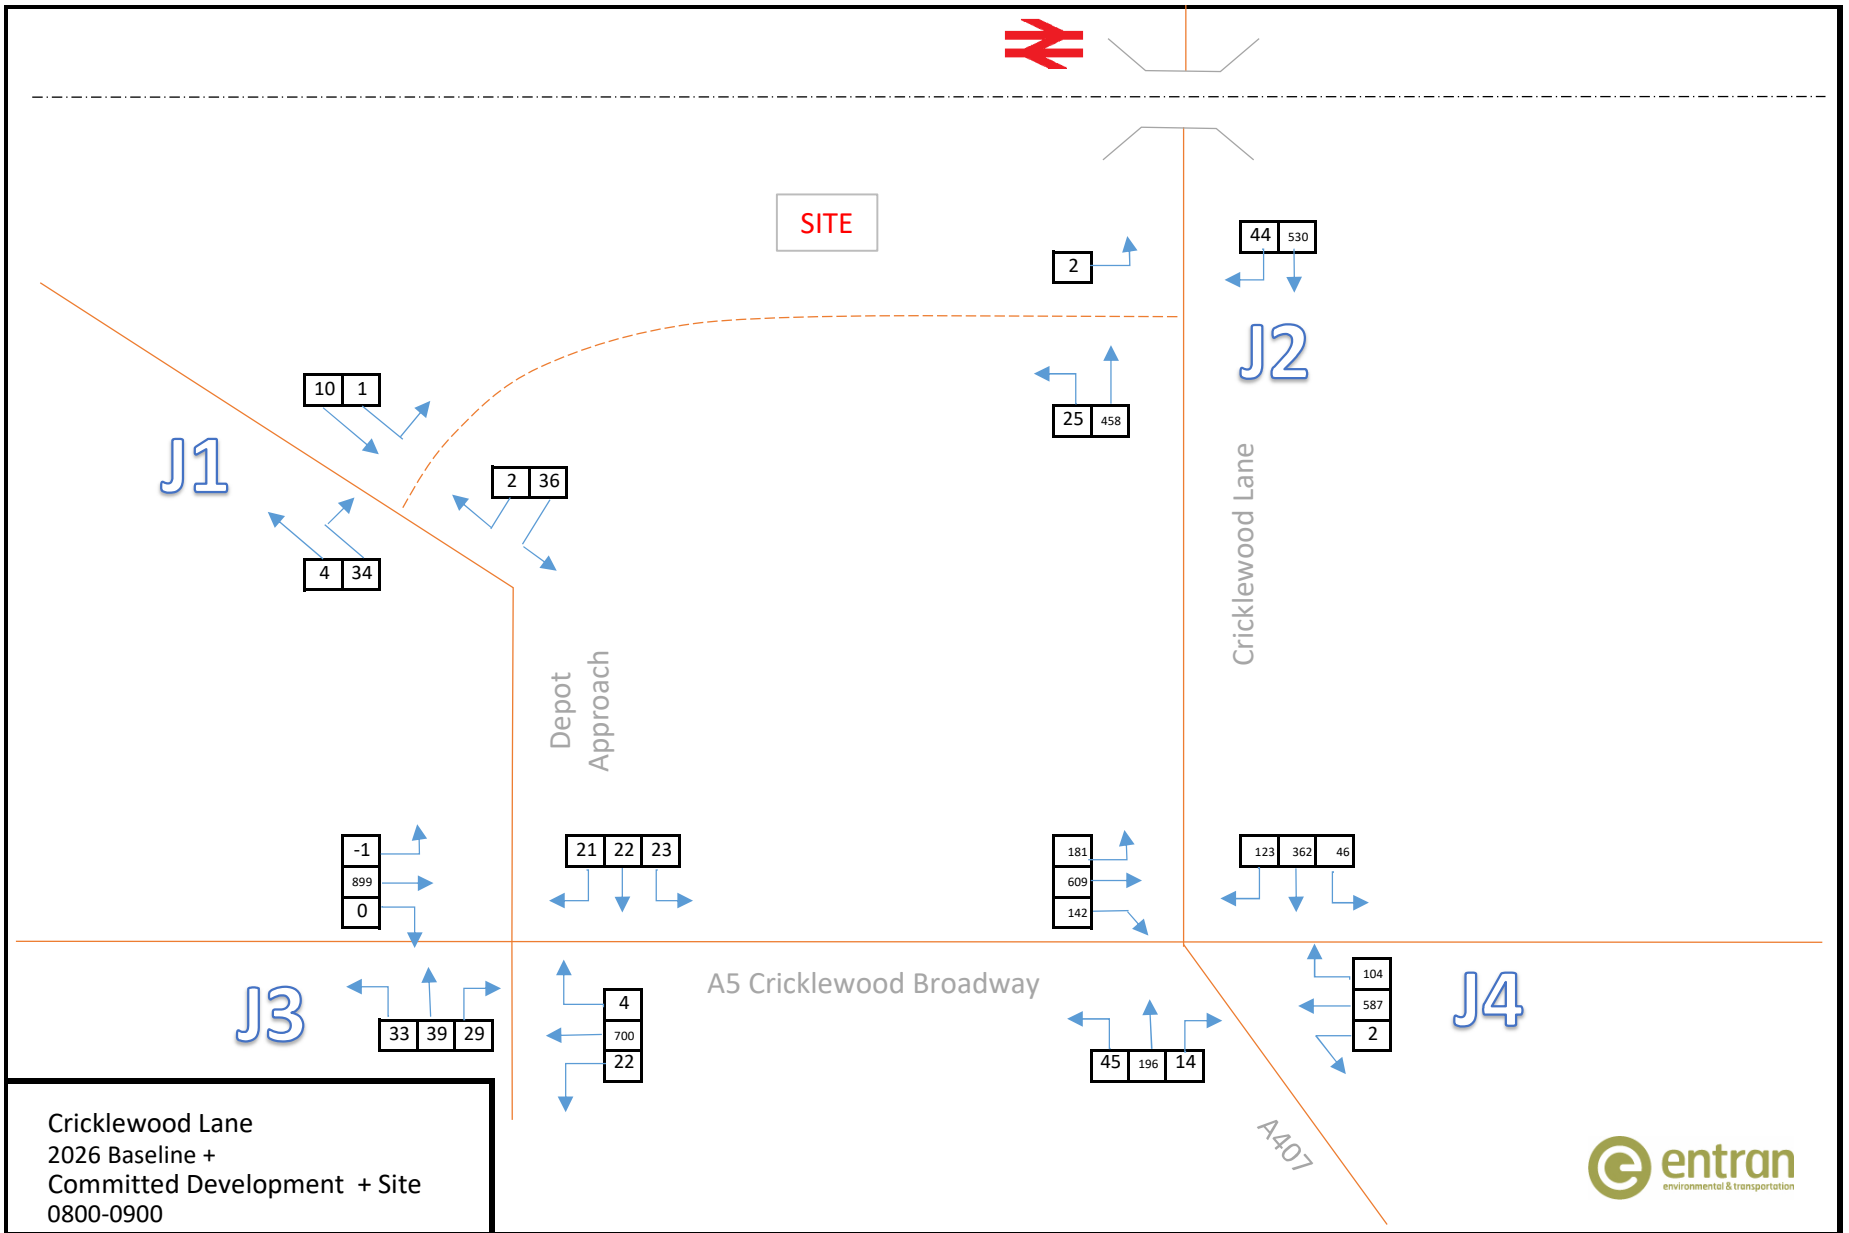 SITE
2
44 530
J2
25 458
10 1
J1
2 36
4 34
Cricklewood Lane
Depot
Approach
-1
899
0
21 22 23
181
609
142
123 362 46
A5 Cricklewood Broadway
J3
33 39 29
4
700
22
45 196 14
104
587
2
J4
A407
Cricklewood Lane
2026 Baseline +
Committed Development + Site
0800-0900
entran
environmental & transportation